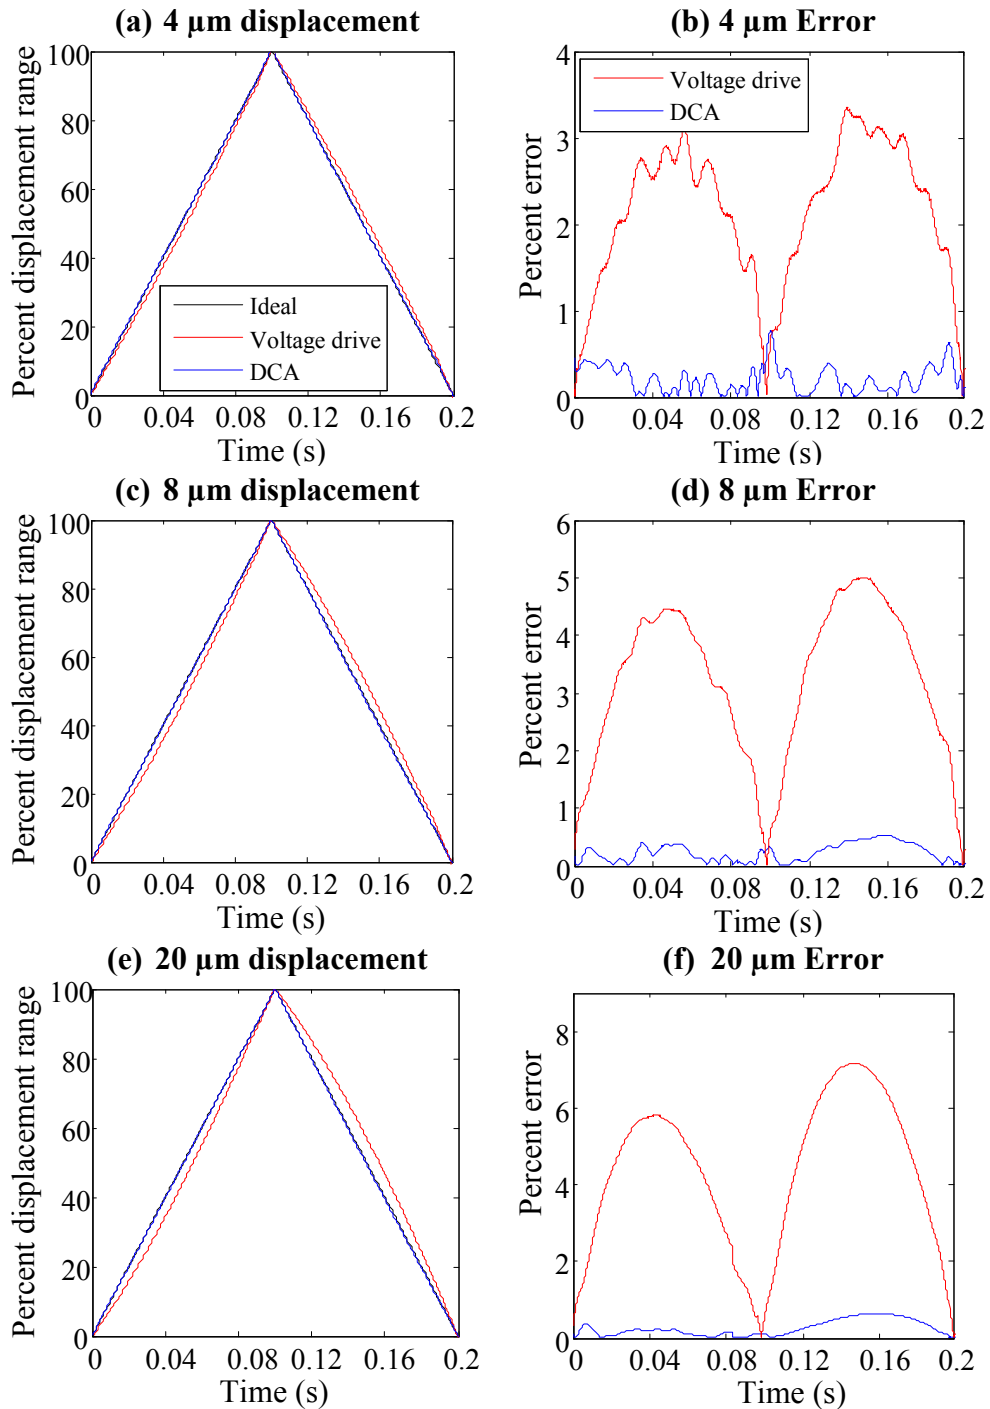 (a) 4 µm displacement
Percent displacement range
100
80
60
40
20
0
Ideal
Voltage drive
DCA
0 0.04 0.08 0.12 0.16 0.2
Time (s)
(b) 4 µm Error
Percent error
4
3
2
1
0
Voltage drive
DCA
0 0.04 0.08 0.12 0.16 0.2
Time (s)
(c) 8 µm displacement
Percent displacement range
100
80
60
40
20
0
0 0.04 0.08 0.12 0.16 0.2
Time (s)
(d) 8 µm Error
Percent error
6
5
4
3
2
1
0
0 0.04 0.08 0.12 0.16 0.2
Time (s)
(e) 20 µm displacement
Percent displacement range
100
80
60
40
20
0
0 0.04 0.08 0.12 0.16 0.2
Time (s)
(f) 20 µm Error
Percent error
8
6
4
2
0
0 0.04 0.08 0.12 0.16 0.2
Time (s)